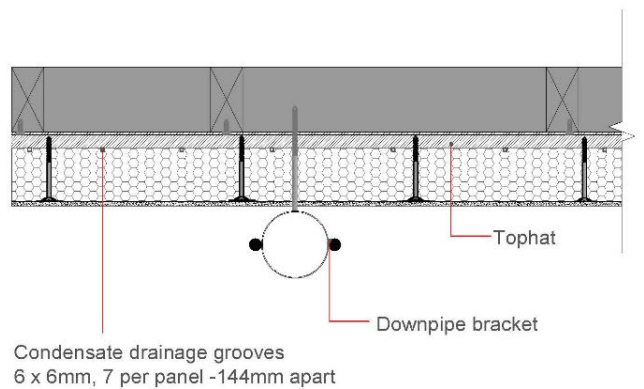 Tophat
Downpipe bracket
Condensate drainage grooves
6 x 6mm, 7 per panel -144mm apart